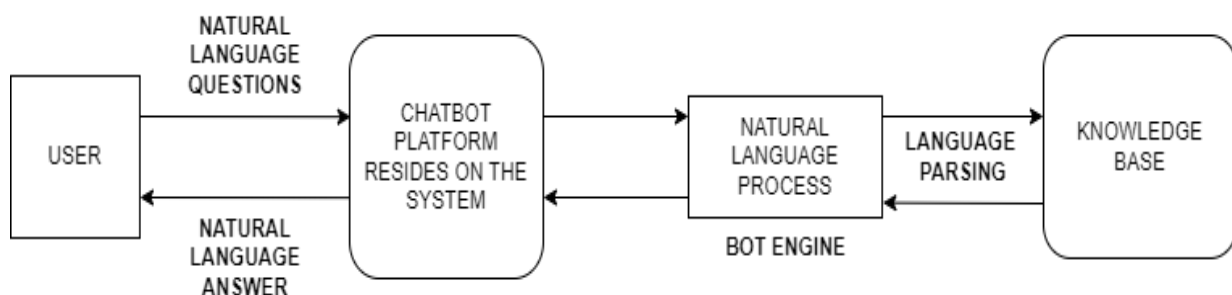 NATURAL
LANGUAGE
QUESTIONS
USER
NATURAL
LANGUAGE
ANSWER
CHATBOT
PLATFORM
RESIDES ON THE
SYSTEM
NATURAL
LANGUAGE
PROCESS
BOT ENGINE
LANGUAGE
PARSING
KNOWLEDGE
BASE